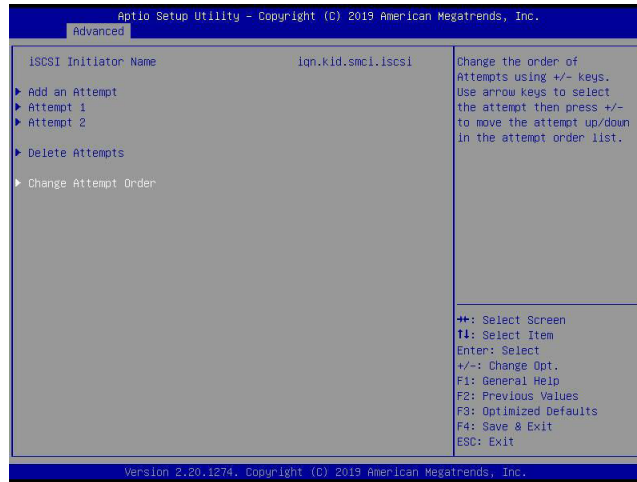 Aptio Setup Utility – Copyright (C) 2019 American Megatrends, Inc.
Advanced
iSCSI Initiator Name iqn.kid.smci.iscsi
Add an Attempt
Attempt 1
Attempt 2
Delete Attempts
Change Attempt Order
Change the order of
Attempts using +/- keys.
Use arrow keys to select
the attempt then press +/-
to move the attempt up/down
in the attempt order list.
→←: Select Screen
↑↓: Select Item
Enter: Select
+/-: Change Opt.
F1: General Help
F2: Previous Values
F3: Optimized Defaults
F4: Save & Exit
ESC: Exit
Version 2.20.1274. Copyright (C) 2019 American Megatrends, Inc.